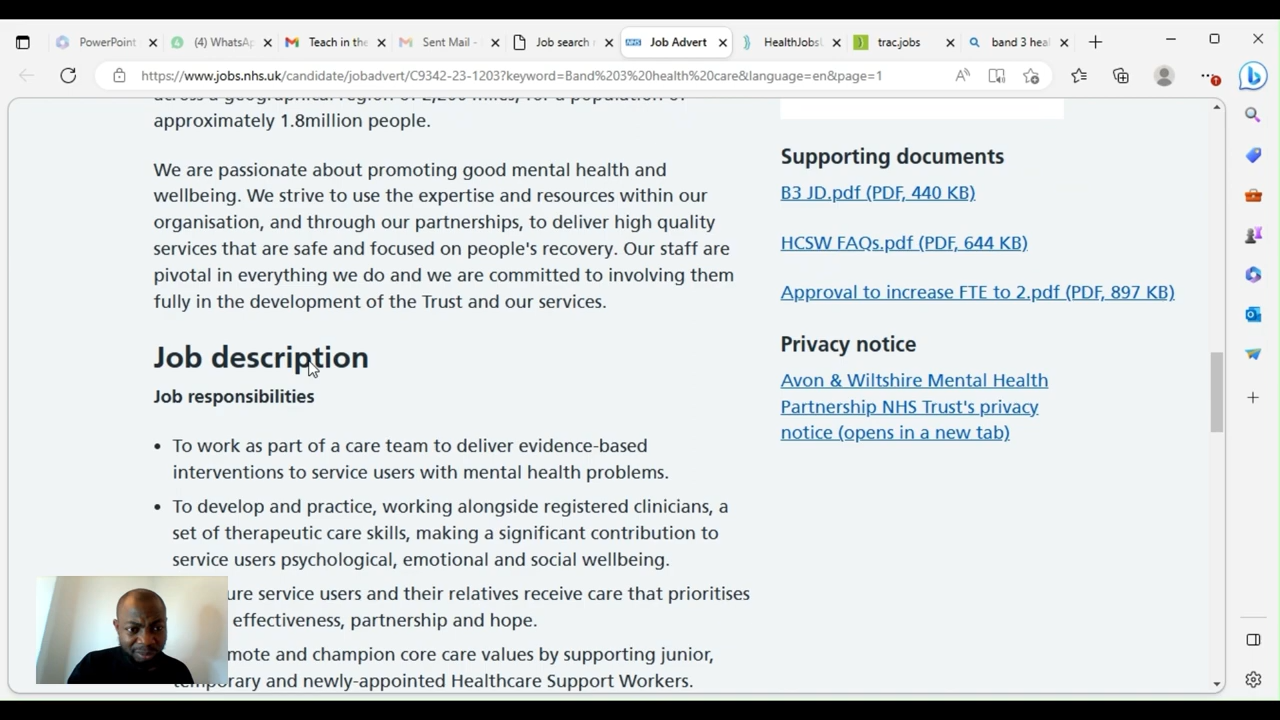 PowerPoint
(4) WhatsA
Teach in the
Sent Mail -
Job search
NHS
Job Advert
HealthJobs
trac.jobs
band 3 hea
https://www.jobs.nhs.uk/candidate/jobadvert/C9342-23-1203?keyword=Band%203%20health%20care&language=en&page=1
approximately 1.8million people.
We are passionate about promoting good mental health and
wellbeing. We strive to use the expertise and resources within our
organisation, and through our partnerships, to deliver high quality
services that are safe and focused on people's recovery. Our staff are
pivotal in everything we do and we are committed to involving them
fully in the development of the Trust and our services.
Job description
Job responsibilities
• To work as part of a care team to deliver evidence-based
interventions to service users with mental health problems.
• To develop and practice, working alongside registered clinicians, a
set of therapeutic care skills, making a significant contribution to
service users psychological, emotional and social wellbeing.
ure service users and their relatives receive care that prioritises
effectiveness, partnership and hope.
mote and champion core care values by supporting junior,
temporary and newly-appointed Healthcare Support Workers.
Supporting documents
B3 JD.pdf (PDF, 440 KB)
HCSW FAQs.pdf (PDF, 644 KB)
Approval to increase FTE to 2.pdf (PDF, 897 KB)
Privacy notice
Avon & Wiltshire Mental Health
Partnership NHS Trust's privacy
notice (opens in a new tab)